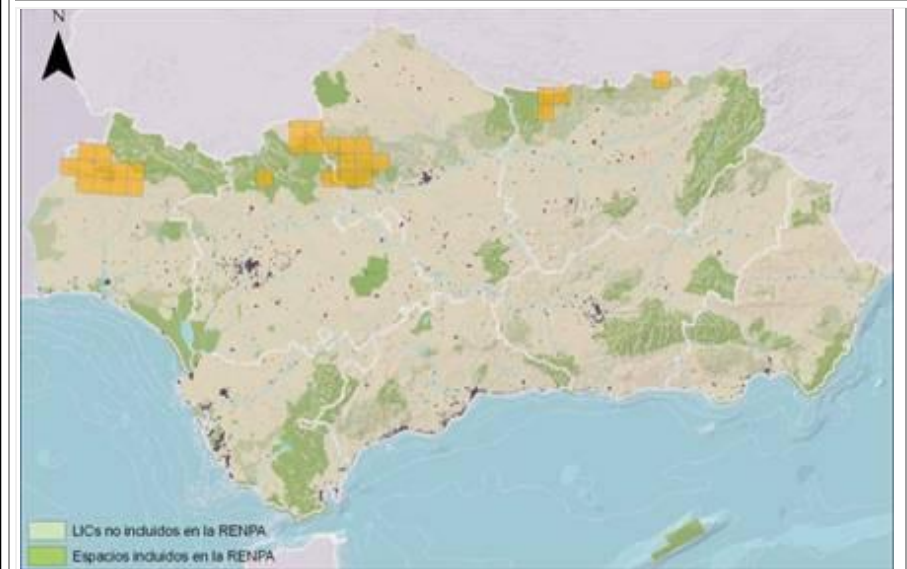 N
LICs no incluidos en la RENPA
Espacios incluidos en la RENPA